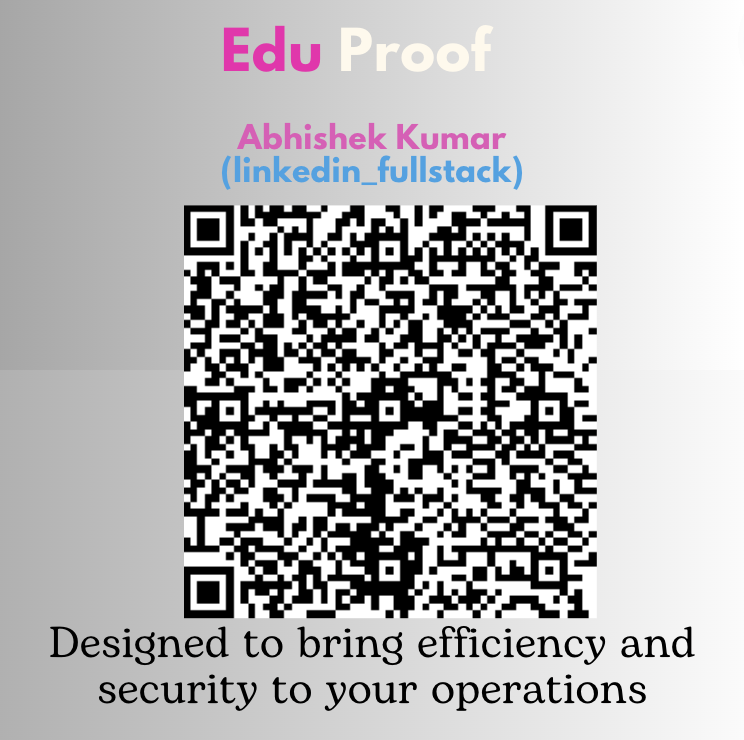 Edu Proof
Abhishek Kumar
(linkedin_fullstack)
Designed to bring efficiency and
security to your operations